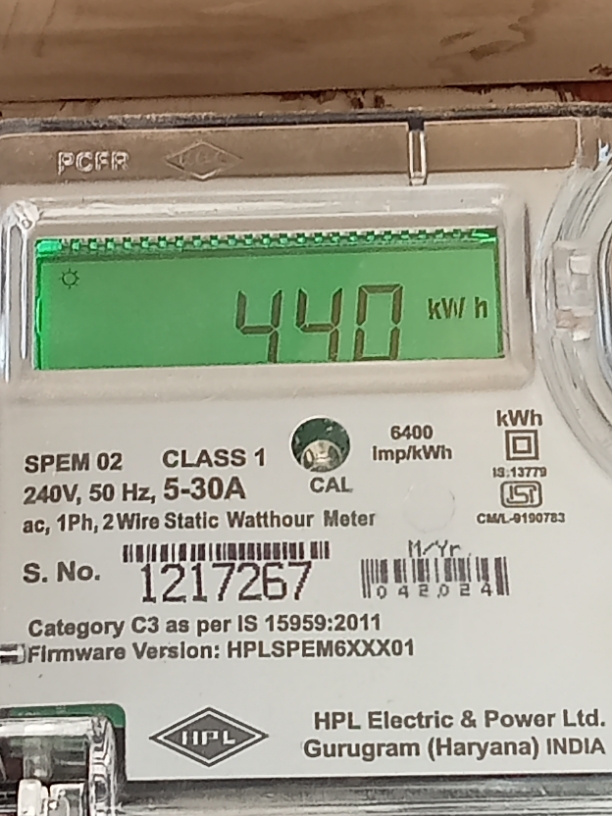 PCFR
440 kW h
6400
Imp/kWh
kWh
SPEM 02 CLASS 1
240V, 50 Hz, 5-30A
CAL
IS:13779
ac, 1Ph, 2 Wire Static Watthour Meter
CM/L-9190783
M/Yr
S. No. 1217267
042024
Category C3 as per IS 15959:2011
Firmware Version: HPLSPEM6XXX01
HPL
HPL Electric & Power Ltd.
Gurugram (Haryana) INDIA